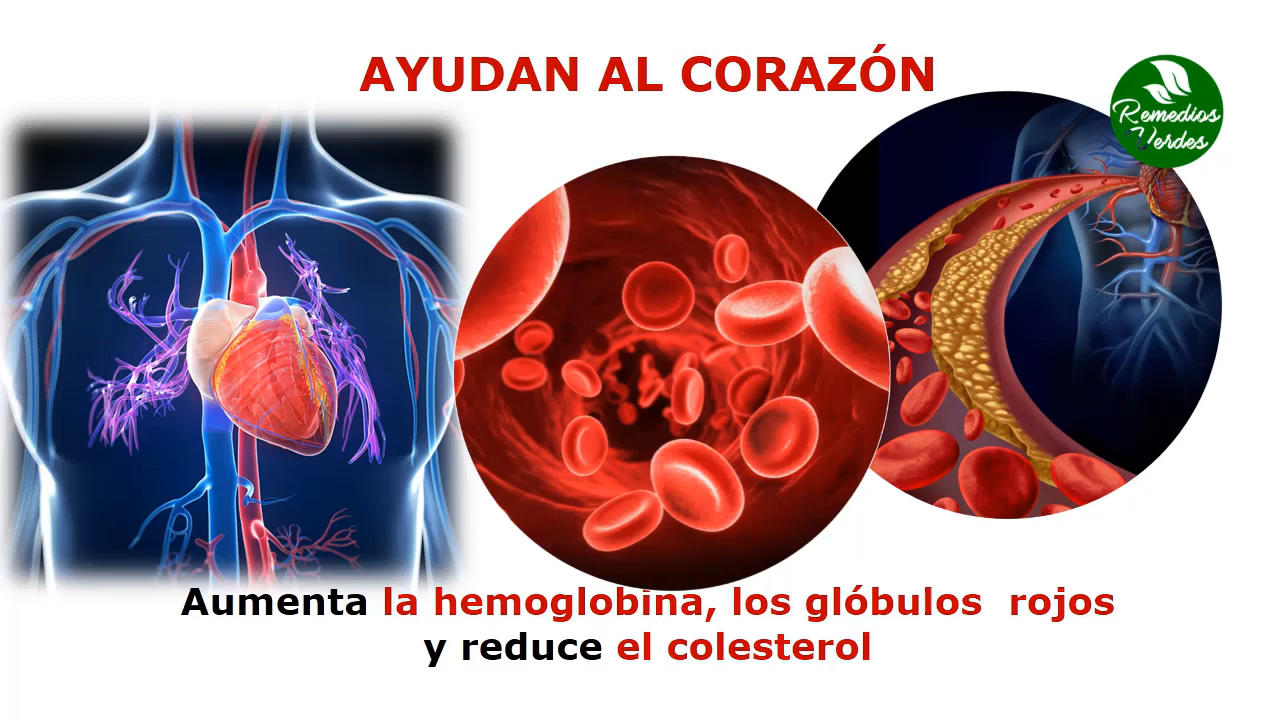 AYUDAN AL CORAZÓN
Remedios
Verdes
Aumenta la hemoglobina, los glóbulos rojos
y reduce el colesterol